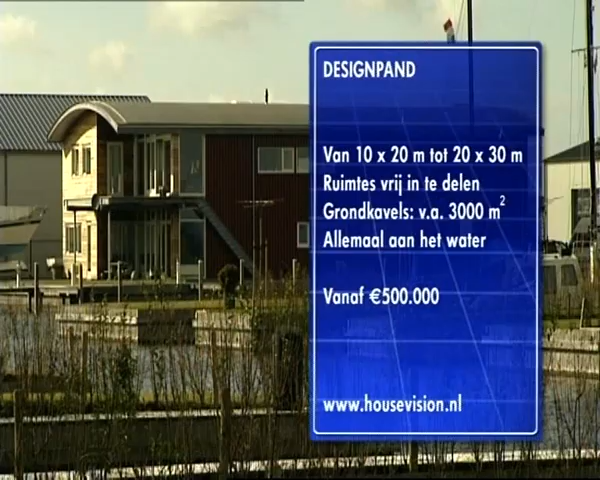 DESIGNPAND
Van 10 x 20 m tot 20 x 30 m
Ruimtes vrij in te delen
Grondkavels: v.a. 3000 m²
Allemaal aan het water
Vanaf €500.000
www.housevision.nl